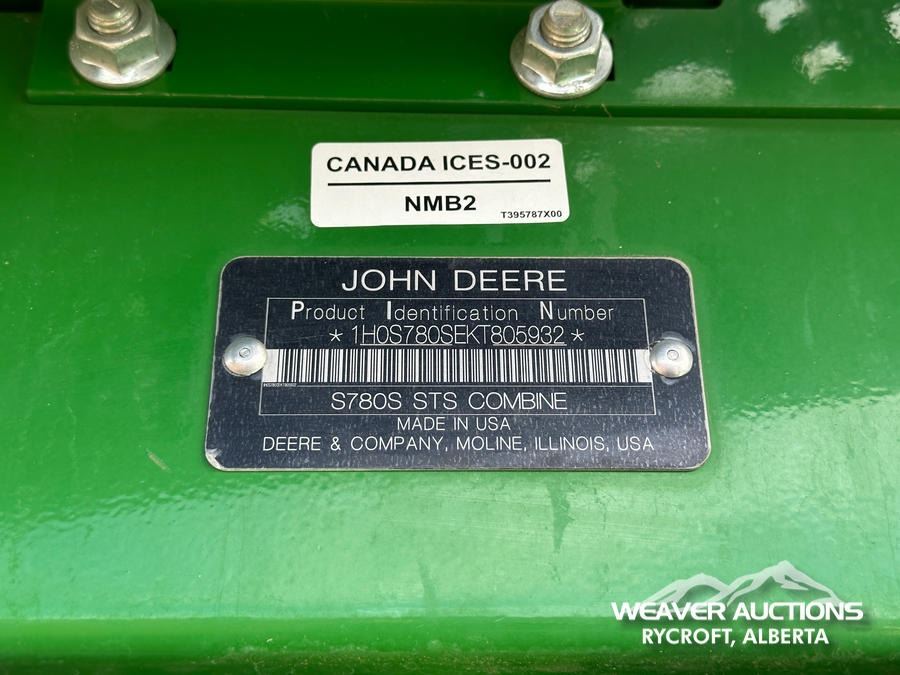 CANADA ICES-002
NMB2
T395787X00
JOHN DEERE
Product Identification Number
* 1H0S780SEKT805932 *
S780S STS COMBINE
MADE IN USA
DEERE & COMPANY, MOLINE, ILLINOIS, USA
WEAVER AUCTIONS
RYCROFT, ALBERTA